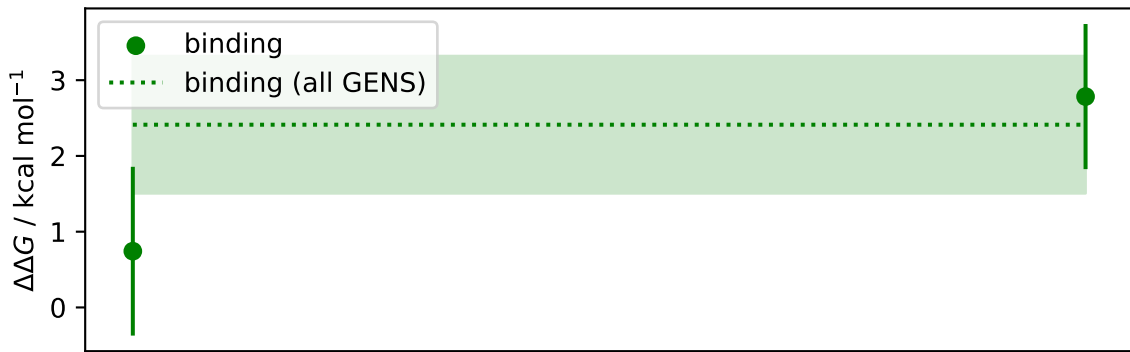 binding
binding (all GENS)
ΔΔG / kcal mol⁻¹
3
2
1
0